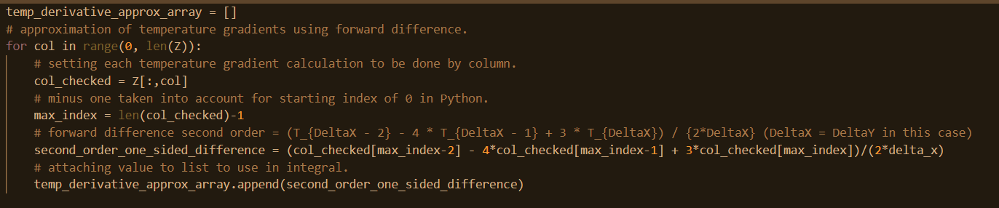 temp_derivative_approx_array = []
# approximation of temperature gradients using forward difference.
for col in range(0, len(Z)):
    # setting each temperature gradient calculation to be done by column.
    col_checked = Z[:,col]
    # minus one taken into account for starting index of 0 in Python.
    max_index = len(col_checked)-1
    # forward difference second order = (T_{DeltaX - 2} - 4 * T_{DeltaX - 1} + 3 * T_{DeltaX}) / {2*DeltaX} (DeltaX = DeltaY in this case)
    second_order_one_sided_difference = (col_checked[max_index-2] - 4*col_checked[max_index-1] + 3*col_checked[max_index])/(2*delta_x)
    # attaching value to list to use in integral.
    temp_derivative_approx_array.append(second_order_one_sided_difference)